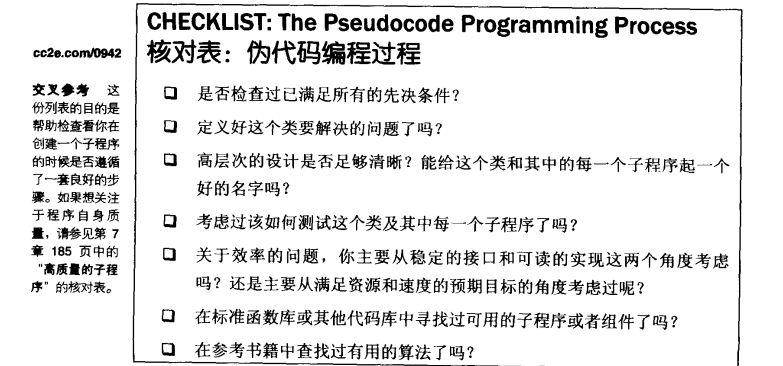 CHECKLIST: The Pseudocode Programming Process
核对表：伪代码编程过程
cc2e.com/0942
交叉参考 这
份列表的目的是
帮助检查看你在
创建一个子程序
的时候是否遵循
了一套良好的步
骤。如果想关注
于程序自身质
量，请参见第 7
章 185 页中的
“高质量的子程
序”的核对表。
❑ 是否检查过已满足所有的先决条件？
❑ 定义好这个类要解决的问题了吗？
❑ 高层次的设计是否足够清晰？能给这个类和其中的每一个子程序起一个
好的名字吗？
❑ 考虑过该如何测试这个类及其中每一个子程序了吗？
❑ 关于效率的问题，你主要从稳定的接口和可读的实现这两个角度考虑
吗？还是主要从满足资源和速度的预期目标的角度考虑过呢？
❑ 在标准函数库或其他代码库中寻找过可用的子程序或者组件了吗？
❑ 在参考书籍中查找过有用的算法了吗？